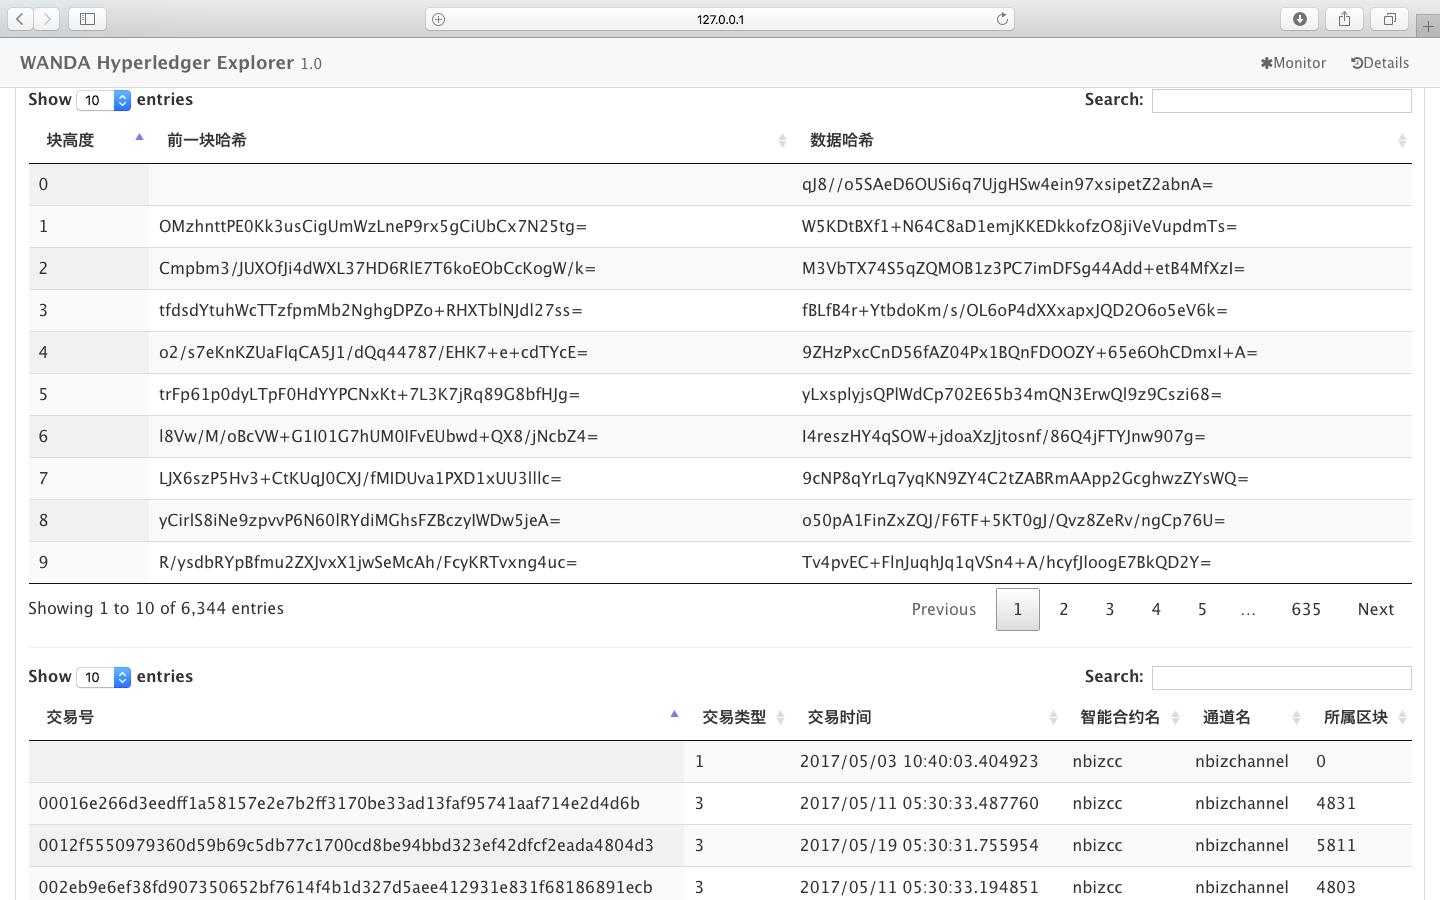 127.0.0.1
WANDA Hyperledger Explorer 1.0 Monitor Details
Show 10 entries Search:
块高度 前一块哈希 数据哈希
0 qJ8//o5SAeD6OUSi6q7UjgHSw4ein97xsipetZ2abnA=
1 OMzhnttPE0Kk3usCigUmWzLneP9rx5gCiUbCx7N25tg= W5KDtBXf1+N64C8aD1emjKKEDkkofzO8jiVeVupdmTs=
2 Cmpbm3/JUXOfJi4dWXL37HD6RlE7T6koEObCcKogW/k= M3VbTX74S5qZQMOB1z3PC7imDFSg44Add+etB4MfXzI=
3 tfdsdYtuhWcTTzfpmMb2NghgDPZo+RHXTblNJdl27ss= fBLfB4r+YtbdoKm/s/OL6oP4dXXxapxJQD2O6o5eV6k=
4 o2/s7eKnKZUaFlqCA5J1/dQq44787/EHK7+e+cdTYcE= 9ZHzPxcCnD56fAZ04Px1BQnFDOOZY+65e6OhCDmxl+A=
5 trFp61p0dyLTpF0HdYYPCNxKt+7L3K7jRq89G8bfHJg= yLxsplyjsQPlWdCp702E65b34mQN3ErwQl9z9Cszi68=
6 l8Vw/M/oBcVW+G1I01G7hUM0IFvEUbwd+QX8/jNcbZ4= I4reszHY4qSOW+jdoaXzJjtosnf/86Q4jFTYJnw907g=
7 LJX6szP5Hv3+CtKUqJ0CXJ/fMIDUva1PXD1xUU3lllc= 9cNP8qYrLq7yqKN9ZY4C2tZABRmAApp2GcghwzZYsWQ=
8 yCirlS8iNe9zpvvP6N60lRYdiMGhsFZBczyIWDw5jeA= o50pA1FinZxZQJ/F6TF+5KT0gJ/Qvz8ZeRv/ngCp76U=
9 R/ysdbRYpBfmu2ZXJvxX1jwSeMcAh/FcyKRTvxng4uc= Tv4pvEC+FlnJuqhJq1qVSn4+A/hcyfJloogE7BkQD2Y=
Showing 1 to 10 of 6,344 entries Previous 1 2 3 4 5 … 635 Next
Show 10 entries Search:
交易号 交易类型 交易时间 智能合约名 通道名 所属区块
1 2017/05/03 10:40:03.404923 nbizcc nbizchannel 0
00016e266d3eedff1a58157e2e7b2ff3170be33ad13faf95741aaf714e2d4d6b 3 2017/05/11 05:30:33.487760 nbizcc nbizchannel 4831
0012f5550979360d59b69c5db77c1700cd8be94bbd323ef42dfcf2eada4804d3 3 2017/05/19 05:30:31.755954 nbizcc nbizchannel 5811
002eb9e6ef38fd907350652bf7614f4b1d327d5aee412931e831f68186891ecb 3 2017/05/11 05:30:33.194851 nbizcc nbizchannel 4803